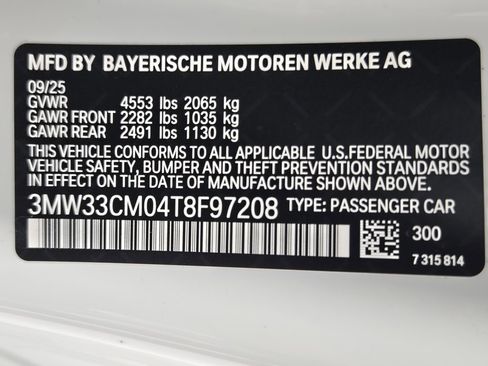 MFD BY BAYERISCHE MOTOREN WERKE AG
09/25
GVWR 4553 lbs 2065 kg
GAWR FRONT 2282 lbs 1035 kg
GAWR REAR 2491 lbs 1130 kg
THIS VEHICLE CONFORMS TO ALL APPLICABLE U.S.FEDERAL MOTOR
VEHICLE SAFETY, BUMPER AND THEFT PREVENTION STANDARDS
IN EFFECT ON THE DATE OF MANUFACTURE SHOWN ABOVE.
3MW33CM04T8F97208 TYPE: PASSENGER CAR
300
7 315 814